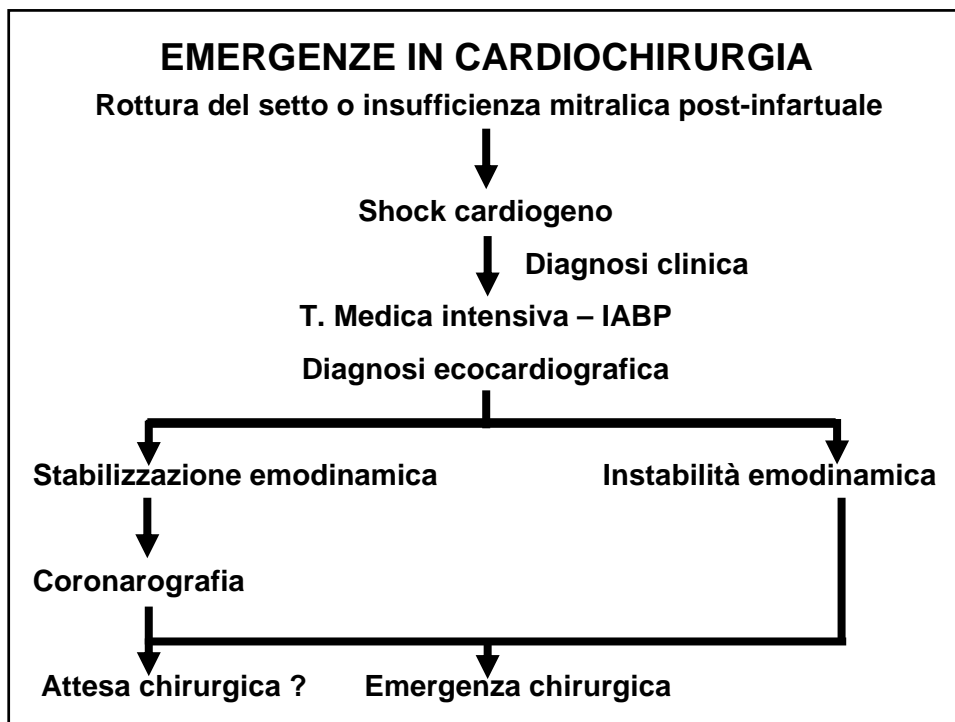 EMERGENZE IN CARDIOCHIRURGIA
Rottura del setto o insufficienza mitralica post-infartuale
Shock cardiogeno
Diagnosi clinica
T. Medica intensiva – IABP
Diagnosi ecocardiografica
Stabilizzazione emodinamica
Instabilità emodinamica
Coronarografia
Attesa chirurgica ?
Emergenza chirurgica